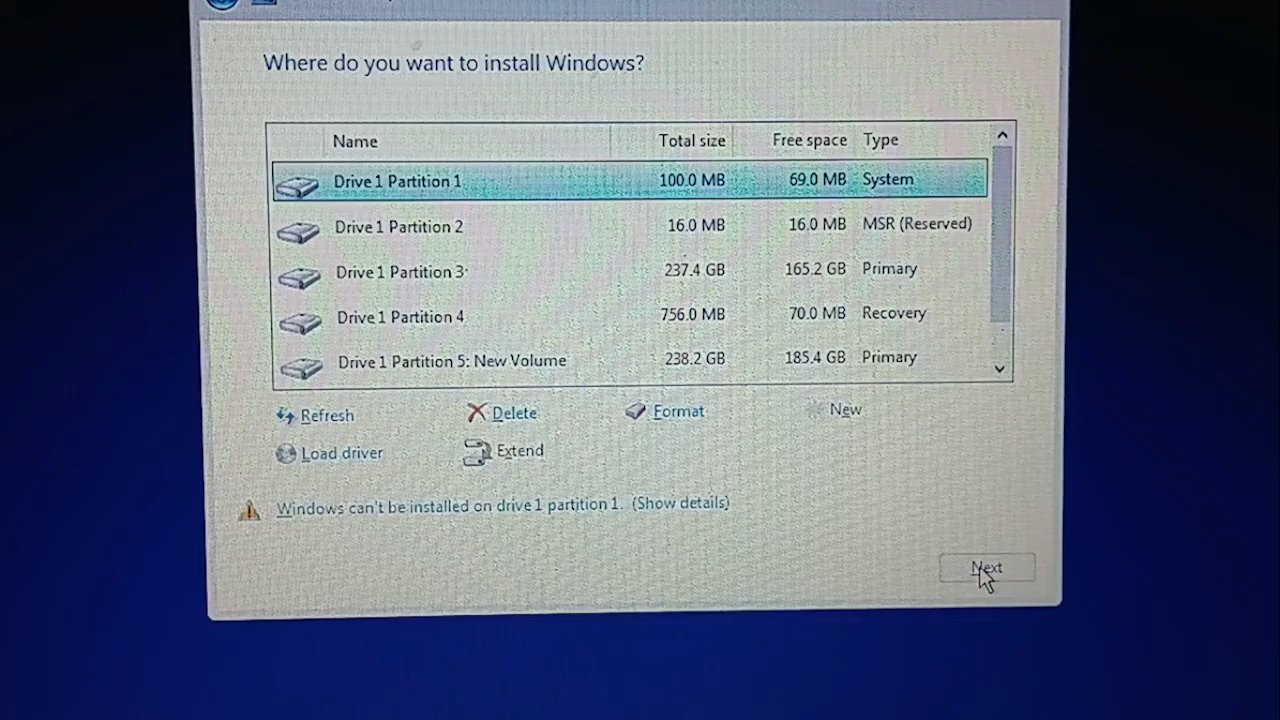 Where do you want to install Windows?
Name Total size Free space Type
Drive 1 Partition 1 100.0 MB 69.0 MB System
Drive 1 Partition 2 16.0 MB 16.0 MB MSR (Reserved)
Drive 1 Partition 3 237.4 GB 165.2 GB Primary
Drive 1 Partition 4 756.0 MB 70.0 MB Recovery
Drive 1 Partition 5: New Volume 238.2 GB 185.4 GB Primary
Refresh Delete Format New
Load driver Extend
Windows can't be installed on drive 1 partition 1. (Show details)
Next